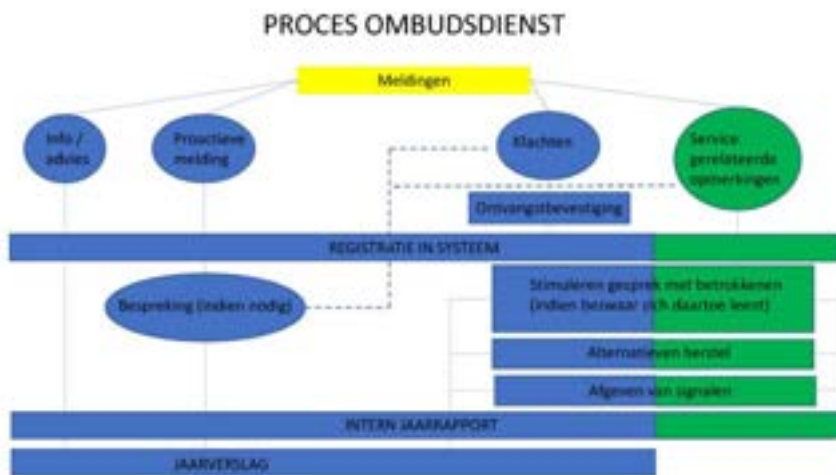 PROCES OMBUDSDIENST
Meldingen
Info /
advies
Proactieve
melding
Klachten
Service
gerelateerde
opmerkingen
Ontvangstbevestiging
REGISTRATIE IN SYSTEEM
Bespreking (indien nodig)
Stimuleren gesprek met betrokkenen
(indien bezwaar zich daartoe leent)
Alternatieven herstel
Afgeven van signalen
INTERN JAARRAPPORT
JAARVERSLAG